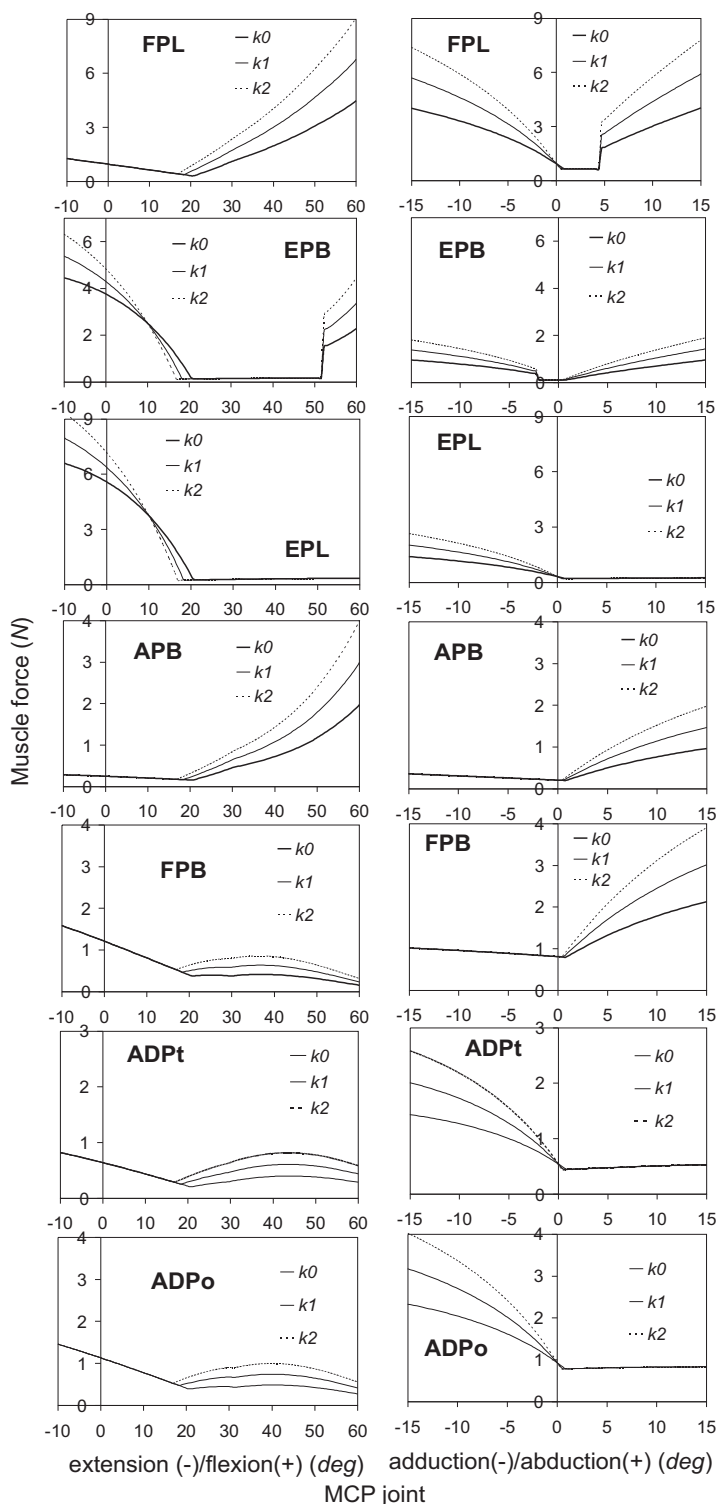 9 FPL k0 9 FPL k0
6 k1 6 k1
k2 k2
3 3
0 0
-10 0 10 20 30 40 50 60 -15 -10 -5 0 5 10 15
6 k0 EPB EPB 6 k0
k1 k1
4 k2 4 k2
2 2
0 0
-10 0 10 20 30 40 50 60 -15 -10 -5 0 5 10 15
9 k0 9
k1 EPL
6 k2 6 k0
k1
3 EPL 3 k2
0 0
-10 0 10 20 30 40 50 60 -15 -10 -5 0 5 10 15
Muscle force (N)
4 APB k0 4 k0
3 k1 APB 3 k1
k2 k2
2 2
1 1
0 0
-10 0 10 20 30 40 50 60 -15 -10 -5 0 5 10 15
4 k0 4 k0
FPB FPB k1
3 k1 3 k2
2 k2 2
1 1
0 0
-10 0 10 20 30 40 50 60 -15 -10 -5 0 5 10 15
3 ADPt k0 ADPt 3 k0
k1 k1
2 k2 2 k2
1 1
0 0
-10 0 10 20 30 40 50 60 -15 -10 -5 0 5 10 15
4 k0 4 k0
ADPo
3 k1 3 k1
2 k2 2 k2
1 ADPo 1
0 0
-10 0 10 20 30 40 50 60 -15 -10 -5 0 5 10 15
extension (-)/flexion(+) (deg) adduction(-)/abduction(+) (deg)
MCP joint